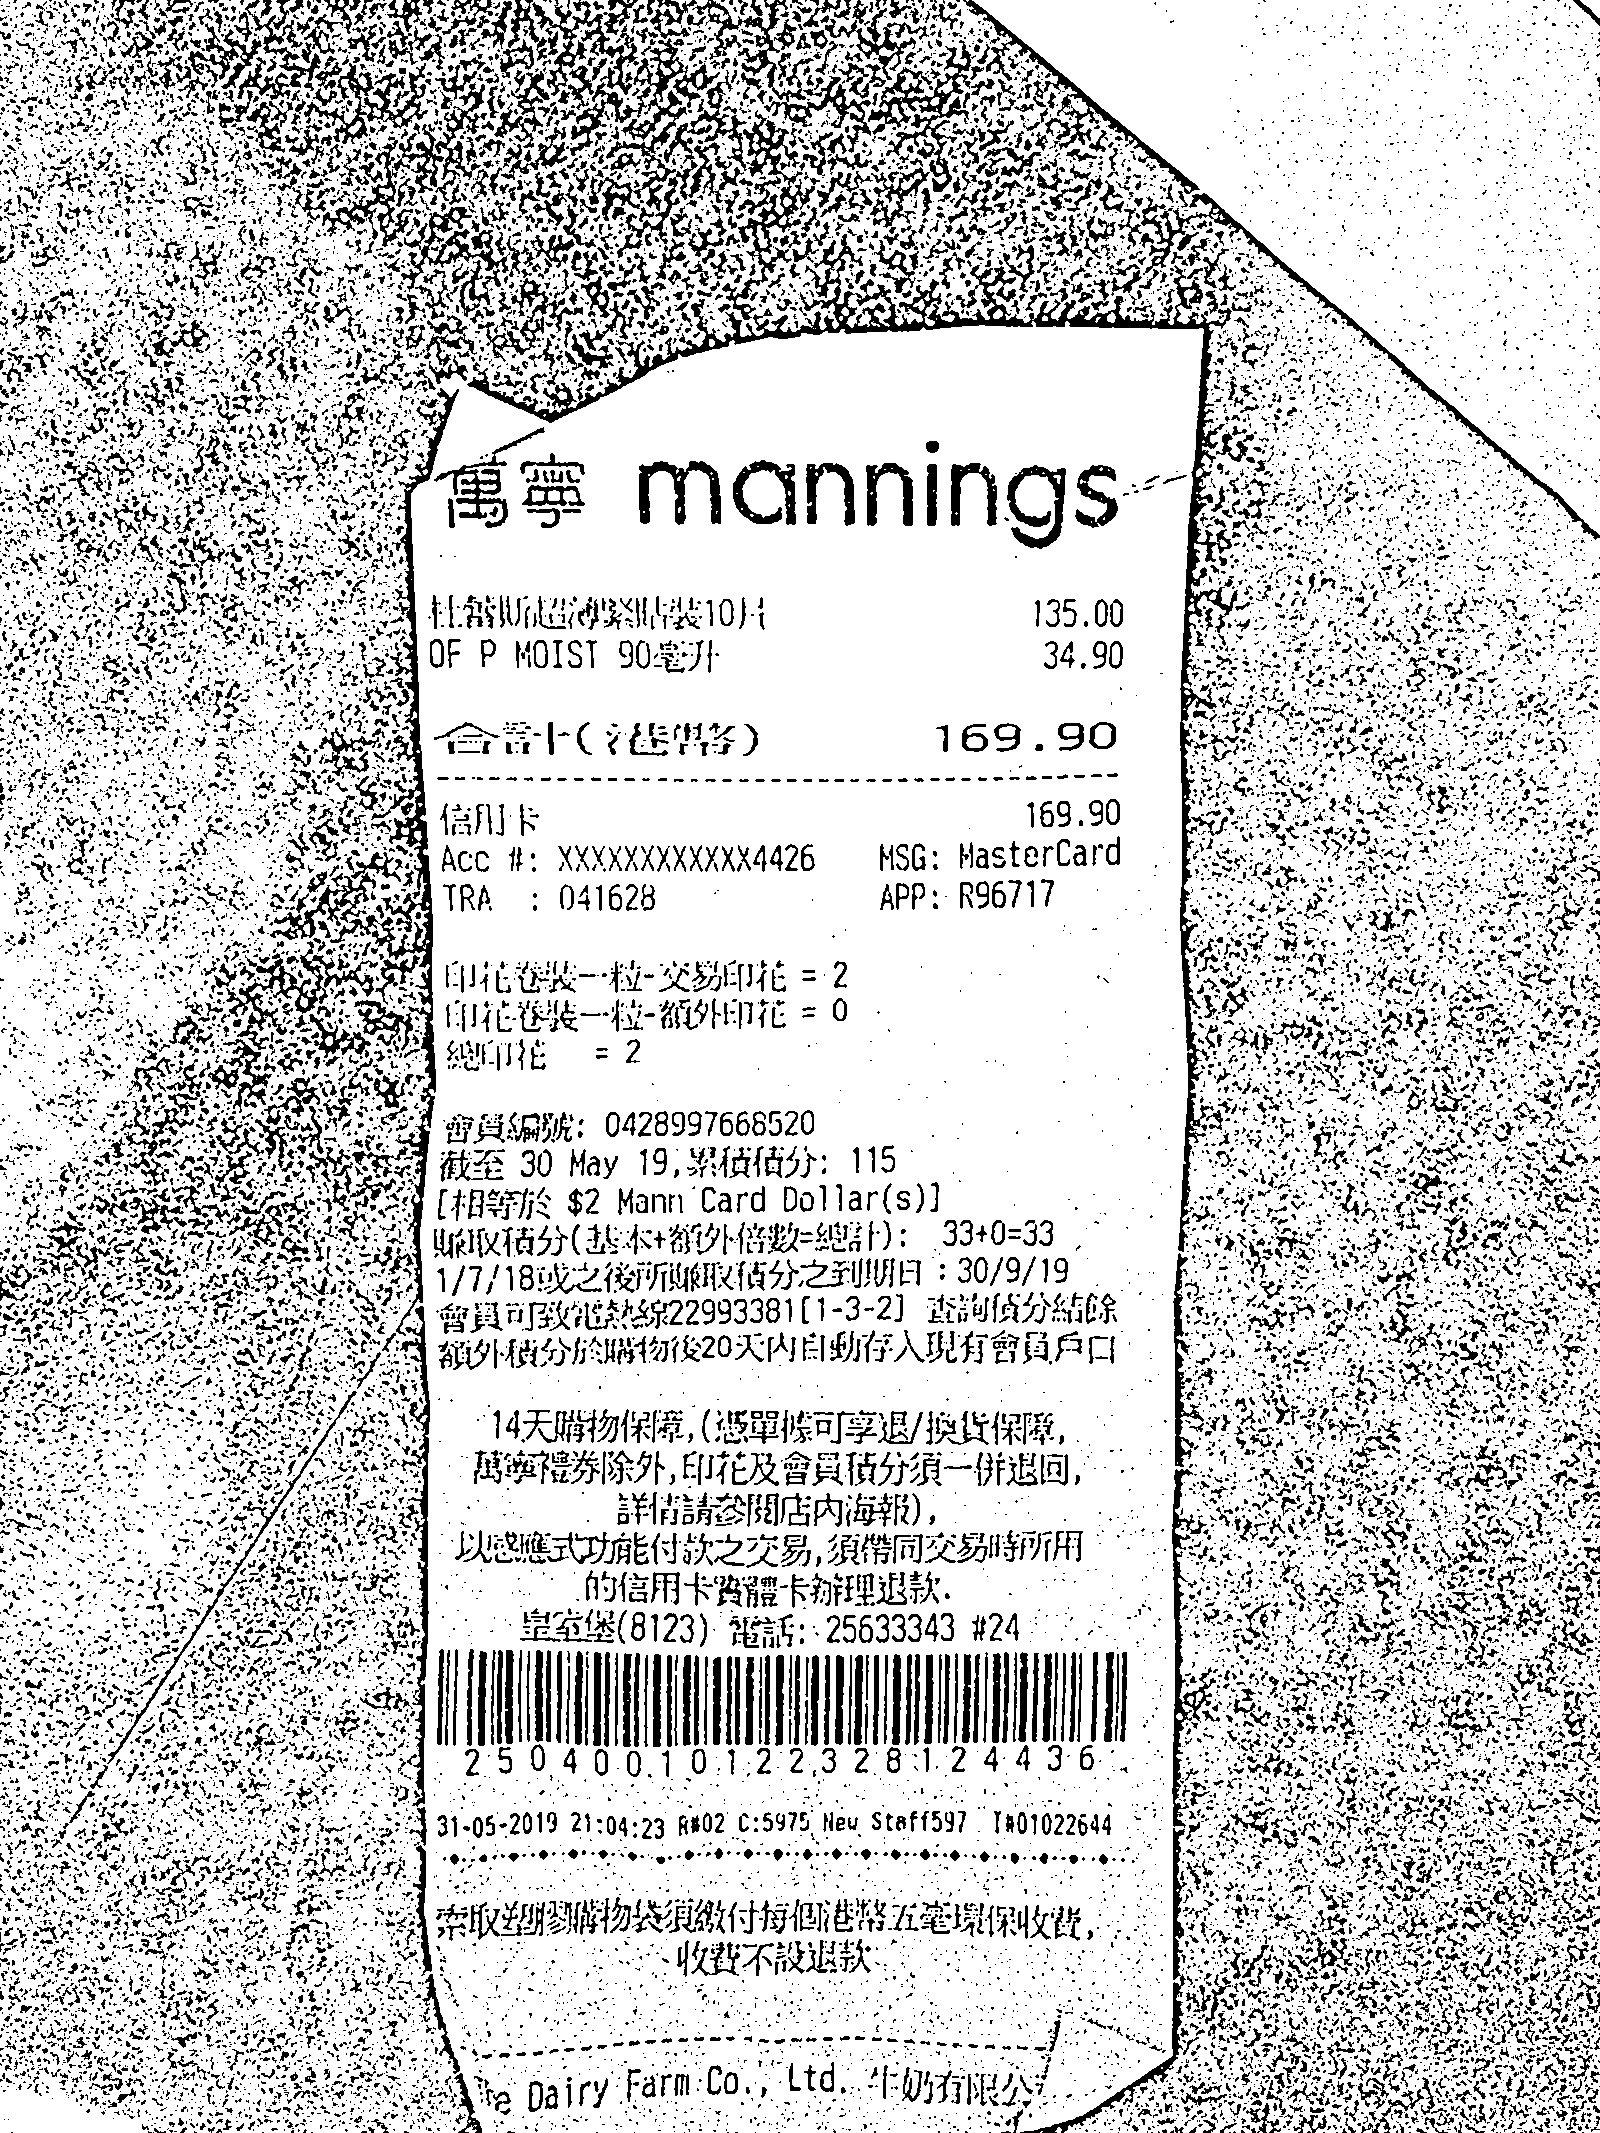 萬寧 mannings
杜蕾斯超薄緊貼裝10片 135.00
OF P MOIST 90毫升 34.90
合計(港幣) 169.90
信用卡 169.90
Acc #: XXXXXXXXXXXX4426 MSG: MasterCard
TRA : 041628 APP: R96717
印花卷裝一粒-交易印花 = 2
印花卷裝一粒-額外印花 = 0
總印花 = 2
會員編號: 0428997668520
截至 30 May 19,累積積分: 115
[相等於 $2 Mann Card Dollar(s)]
賺取積分(基本+額外倍數=總計): 33+0=33
1/7/18或之後所賺取積分之到期日 : 30/9/19
會員可致電熱線22993381[1-3-2] 查詢積分結餘
額外積分於購物後20天內自動存入現有會員戶口
14天購物保障,(憑單據可享退/換貨保障,
萬寧禮券除外,印花及會員積分須一併退回,
詳情請參閱店內海報),
以感應式功能付款之交易,須帶同交易時所用
的信用卡實體卡辦理退款.
皇室堡(8123) 電話: 25633343 #24
25040010122328124436
31-05-2019 21:04:23 R#02 C:5975 New Staff597 T#01022644
索取塑膠購物袋須繳付每個港幣五毫環保收費,
收費不設退款
Dairy Farm Co., Ltd. 牛奶有限公